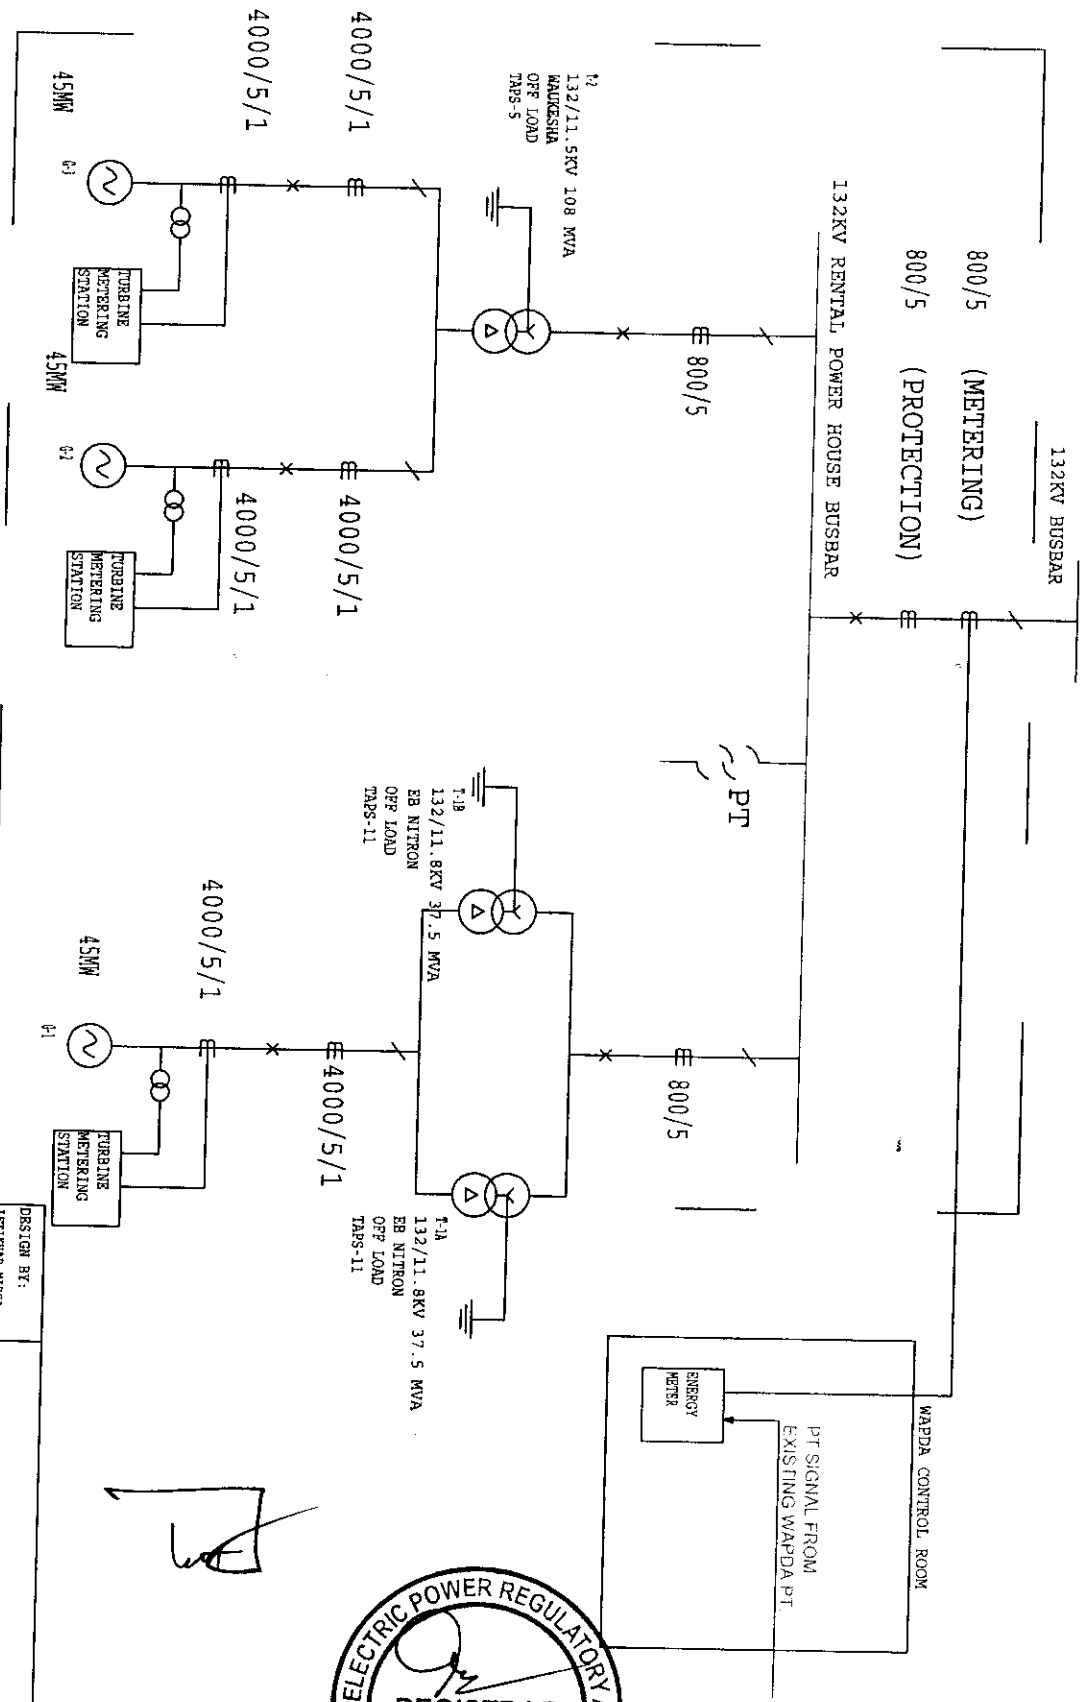 132KV BUSBAR
800/5 (METERING)
800/5 (PROTECTION)
132KV RENTAL POWER HOUSE BUSBAR
800/5
T-2
132/11.5KV 108 MVA
WAUKESHA
OFF LOAD
TAPS-5
4000/5/1
4000/5/1
4000/5/1
4000/5/1
45MW
G-3
TURBINE
METERING
STATION
45MW
G-2
TURBINE
METERING
STATION
PT
800/5
T-1B
132/11.8KV 37.5 MVA
EB NITRON
OFF LOAD
TAPS-11
T-1A
132/11.8KV 37.5 MVA
EB NITRON
OFF LOAD
TAPS-11
4000/5/1
4000/5/1
45MW
G-1
TURBINE
METERING
STATION
WAPDA CONTROL ROOM
PT SIGNAL FROM
EXISTING WAPDA PT.
ENERGY
METER
DESIGN BY:
ELECTRIC POWER REGULATORY